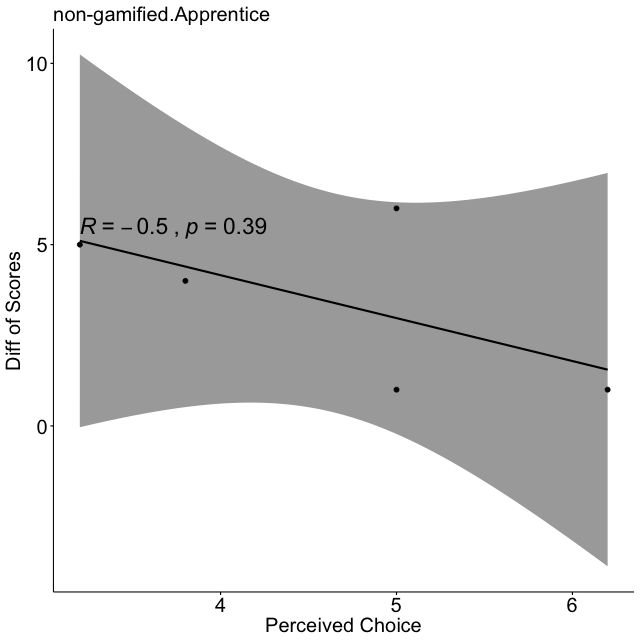 non-gamified.Apprentice
10
R = −0.5 , p = 0.39
5
0
Diff of Scores
4 5 6
Perceived Choice